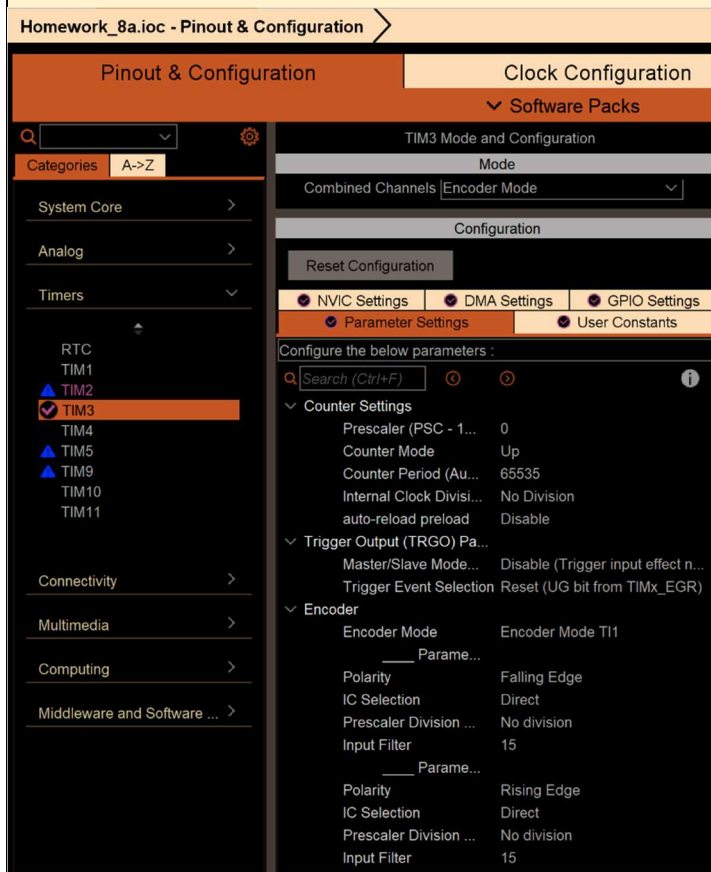 Homework_8a.ioc - Pinout & Configuration
Pinout & Configuration
Clock Configuration
Software Packs
TIM3 Mode and Configuration
Categories
A->Z
Mode
Combined Channels Encoder Mode
System Core
Configuration
Analog
Reset Configuration
Timers
NVIC Settings
DMA Settings
GPIO Settings
Parameter Settings
User Constants
Configure the below parameters :
Search (Ctrl+F)
RTC
TIM1
TIM2
TIM3
TIM4
TIM5
TIM9
TIM10
TIM11
Connectivity
Multimedia
Computing
Middleware and Software ...
Counter Settings
Prescaler (PSC - 1... 0
Counter Mode Up
Counter Period (Au... 65535
Internal Clock Divisi... No Division
auto-reload preload Disable
Trigger Output (TRGO) Pa...
Master/Slave Mode... Disable (Trigger input effect n...
Trigger Event Selection Reset (UG bit from TIMx_EGR)
Encoder
Encoder Mode Encoder Mode TI1
____ Parame...
Polarity Falling Edge
IC Selection Direct
Prescaler Division ... No division
Input Filter 15
____ Parame...
Polarity Rising Edge
IC Selection Direct
Prescaler Division ... No division
Input Filter 15